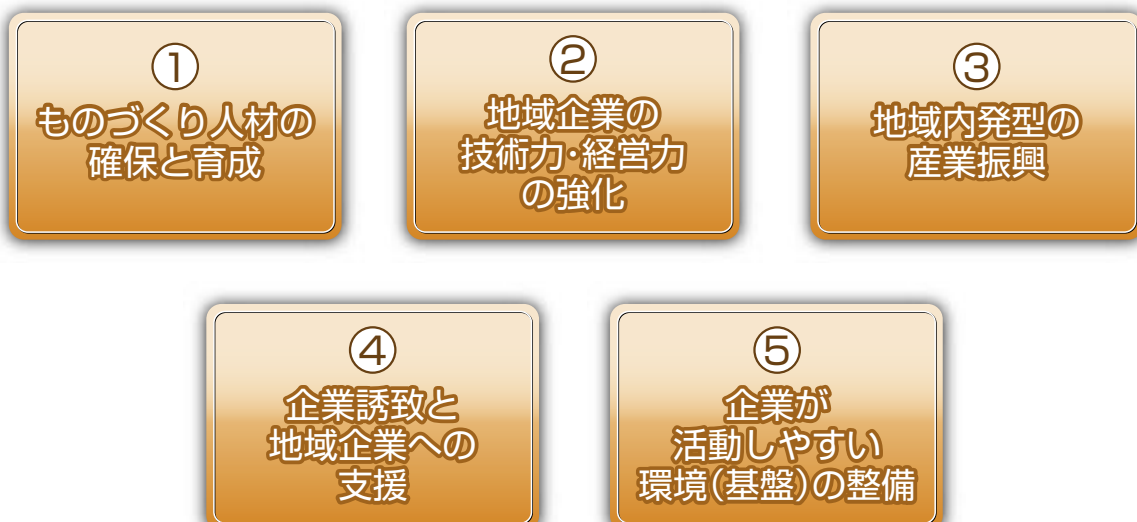 ①
ものづくり人材の
確保と育成
②
地域企業の
技術力・経営力
の強化
③
地域内発型の
産業振興
④
企業誘致と
地域企業への
支援
⑤
企業が
活動しやすい
環境(基盤)の整備